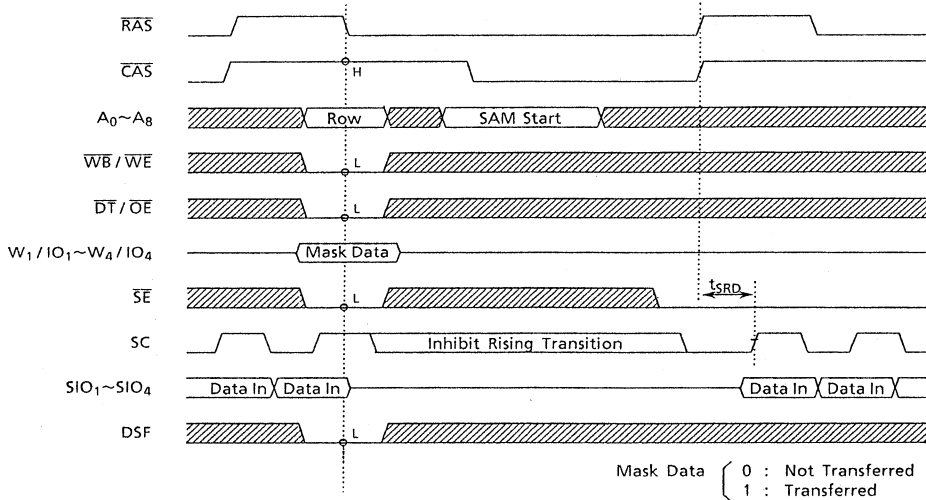 RAS
CAS H
A0~A8 Row SAM Start
WB / WE L
DT / OE L
W1 / IO1~W4 / IO4 Mask Data
SE L tSRD
SC Inhibit Rising Transition
SIO1~SIO4 Data In Data In Data In Data In
DSF L
Mask Data 0 : Not Transferred
1 : Transferred